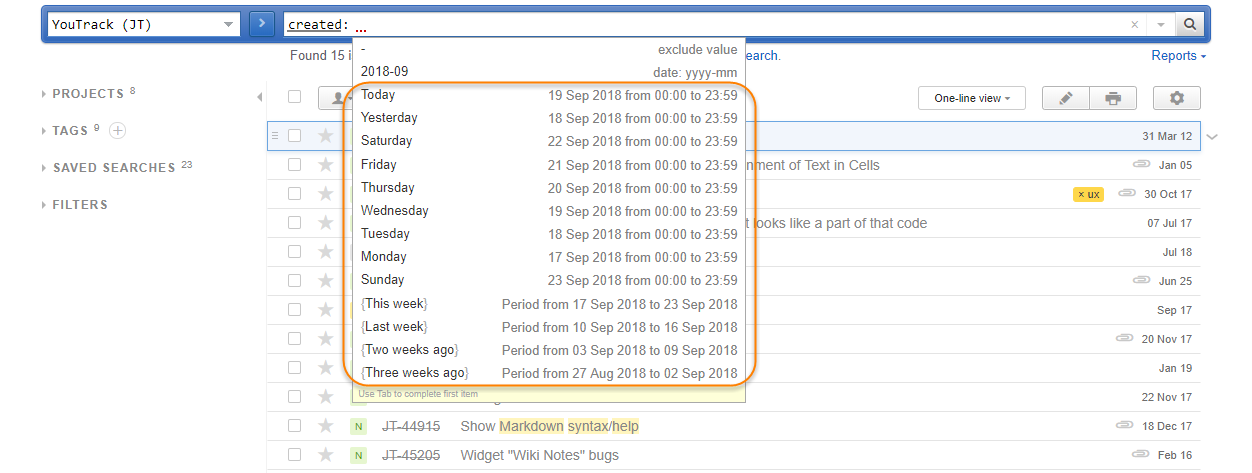 YouTrack (JT)
created: ...
Found 15 i
earch.
Reports
- exclude value
2018-09 date: yyyy-mm
PROJECTS 8
TAGS 9
SAVED SEARCHES 23
FILTERS
One-line view
Today 19 Sep 2018 from 00:00 to 23:59
Yesterday 18 Sep 2018 from 00:00 to 23:59
Saturday 22 Sep 2018 from 00:00 to 23:59
Friday 21 Sep 2018 from 00:00 to 23:59
Thursday 20 Sep 2018 from 00:00 to 23:59
Wednesday 19 Sep 2018 from 00:00 to 23:59
Tuesday 18 Sep 2018 from 00:00 to 23:59
Monday 17 Sep 2018 from 00:00 to 23:59
Sunday 23 Sep 2018 from 00:00 to 23:59
{This week} Period from 17 Sep 2018 to 23 Sep 2018
{Last week} Period from 10 Sep 2018 to 16 Sep 2018
{Two weeks ago} Period from 03 Sep 2018 to 09 Sep 2018
{Three weeks ago} Period from 27 Aug 2018 to 02 Sep 2018
Use Tab to complete first item
31 Mar 12
nment of Text in Cells Jan 05
× ux 30 Oct 17
t looks like a part of that code 07 Jul 17
Jul 18
Jun 25
Sep 17
20 Nov 17
Jan 19
22 Nov 17
N JT-44915 Show Markdown syntax/help 18 Dec 17
N JT-45205 Widget "Wiki Notes" bugs Feb 16